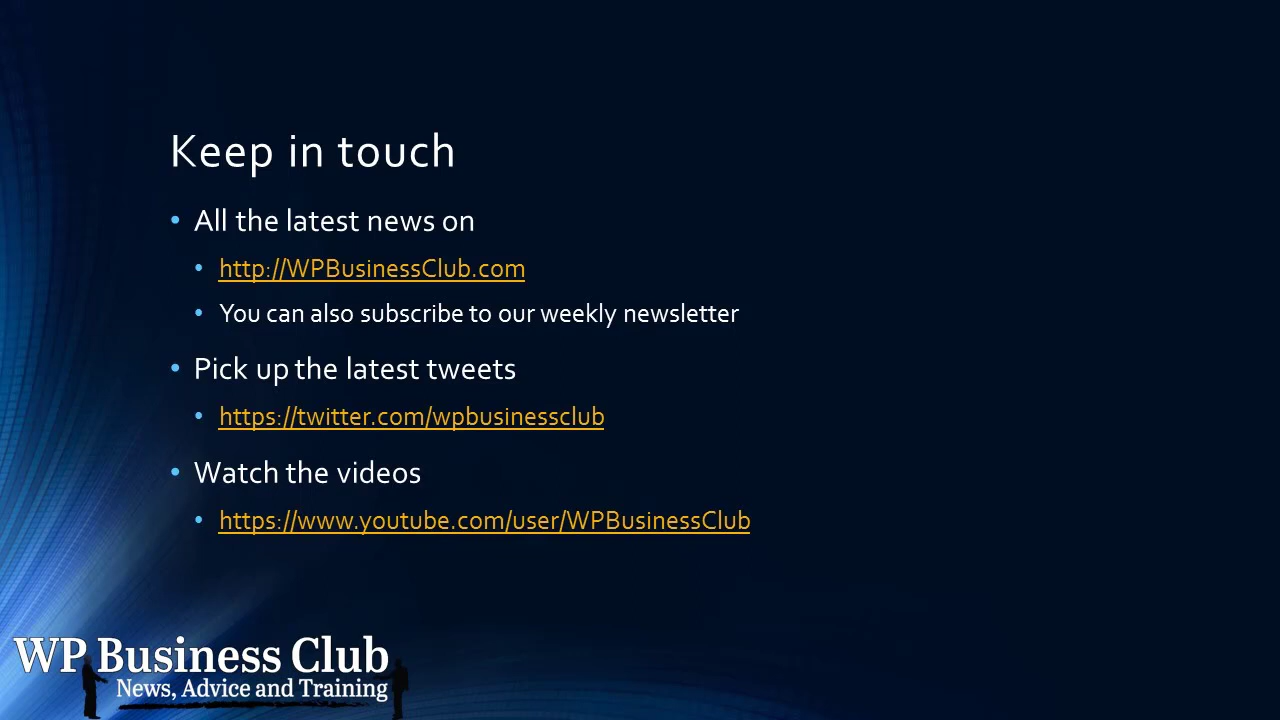 Keep in touch
• All the latest news on
• http://WPBusinessClub.com
• You can also subscribe to our weekly newsletter
• Pick up the latest tweets
• https://twitter.com/wpbusinessclub
• Watch the videos
• https://www.youtube.com/user/WPBusinessClub
WP Business Club
News, Advice and Training